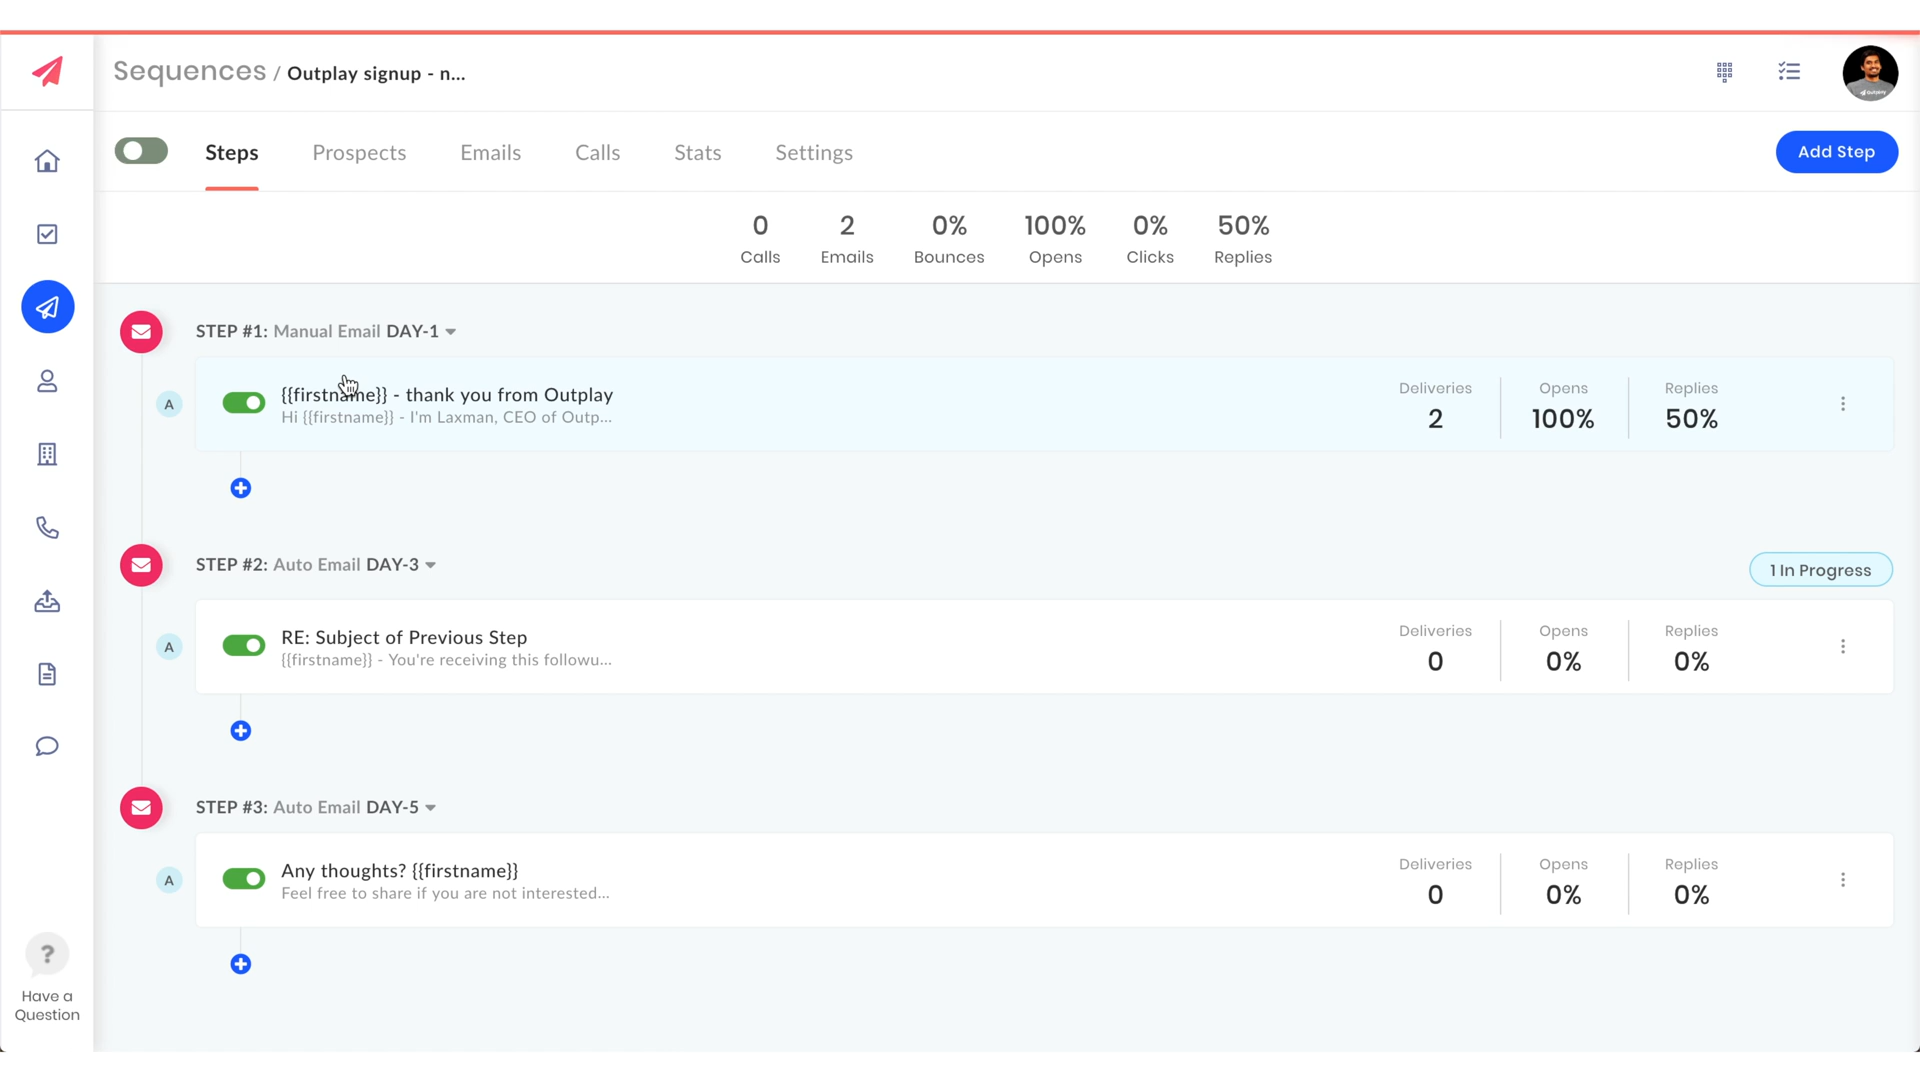 Sequences / Outplay signup - n...
Steps Prospects Emails Calls Stats Settings
Add Step
0 2 0% 100% 0% 50%
Calls Emails Bounces Opens Clicks Replies
STEP #1: Manual Email DAY-1
A
{{firstname}} - thank you from Outplay
Hi {{firstname}} - I'm Laxman, CEO of Outp...
Deliveries Opens Replies
2 100% 50%
STEP #2: Auto Email DAY-3
1 In Progress
A
RE: Subject of Previous Step
{{firstname}} - You're receiving this followu...
Deliveries Opens Replies
0 0% 0%
STEP #3: Auto Email DAY-5
A
Any thoughts? {{firstname}}
Feel free to share if you are not interested...
Deliveries Opens Replies
0 0% 0%
?
Have a
Question